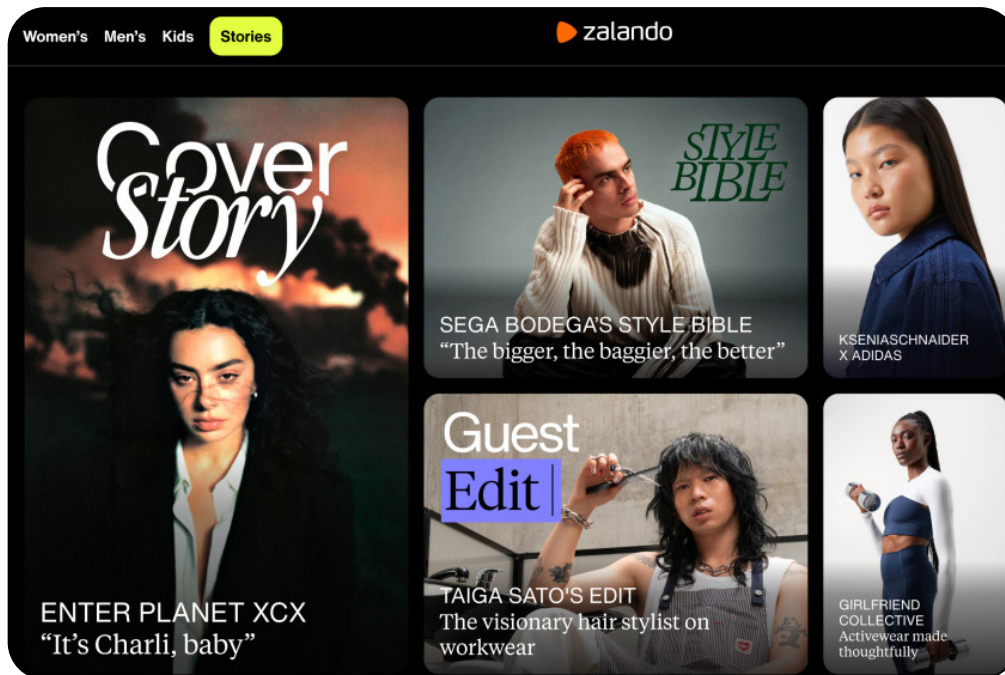 Women's Men's Kids Stories
zalando
Cover
Story
ENTER PLANET XCX
“It's Charli, baby”
STYLE
BIBLE
SEGA BODEGA'S STYLE BIBLE
“The bigger, the baggier, the better”
KSENIASCHNAIDER
X ADIDAS
Guest
Edit
TAIGA SATO'S EDIT
The visionary hair stylist on
workwear
GIRLFRIEND
COLLECTIVE
Activewear made
thoughtfully